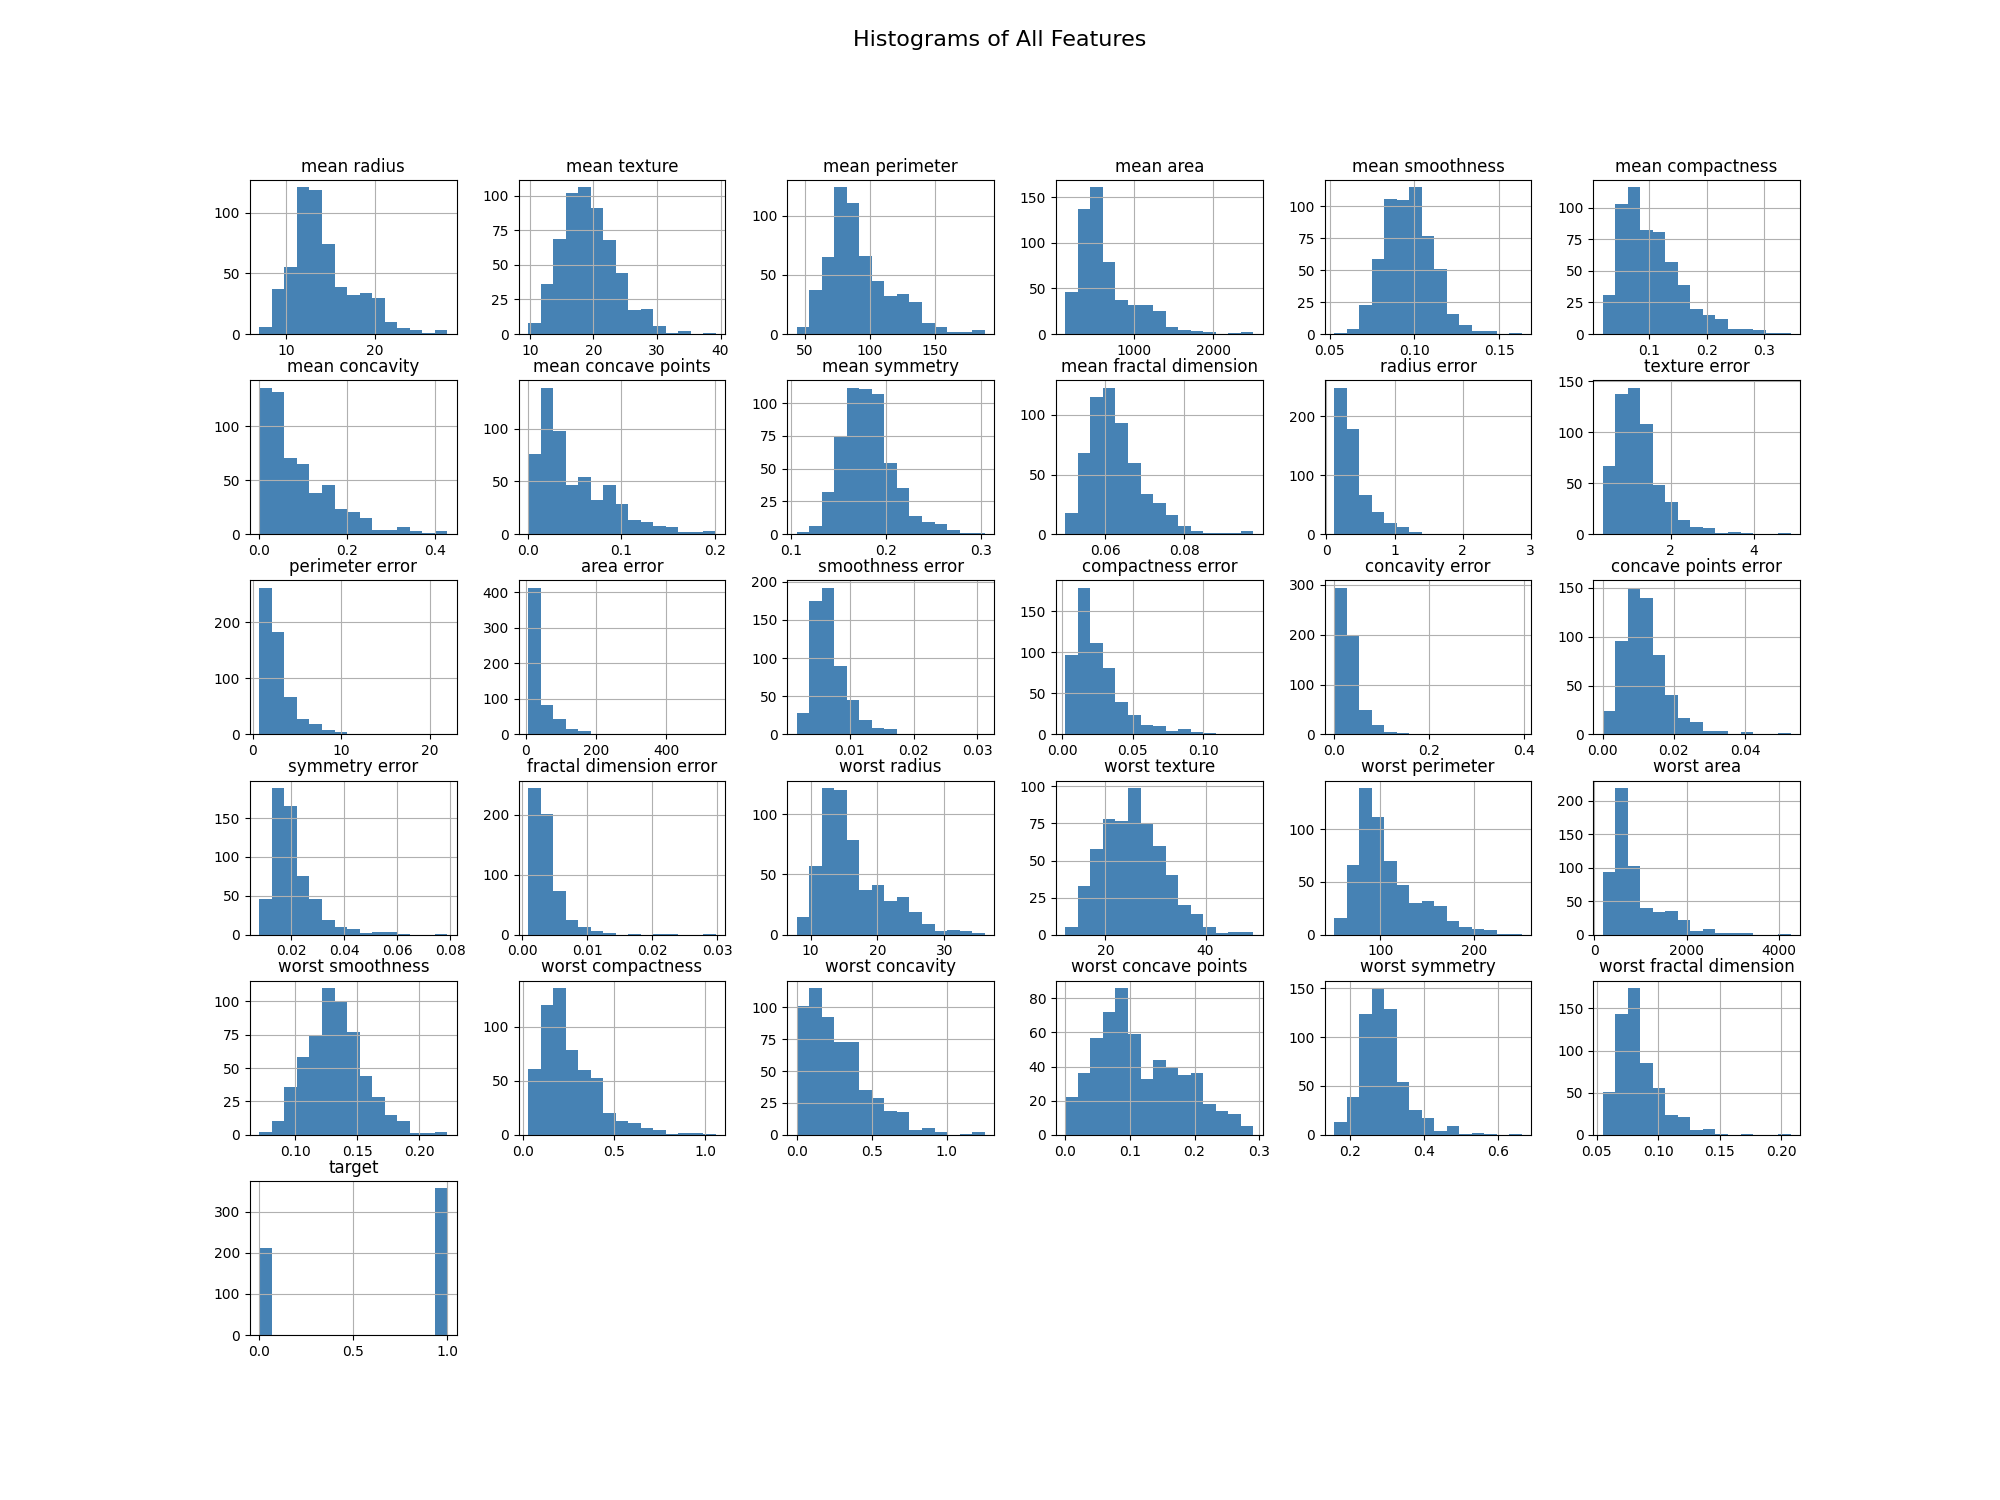 Histograms of All Features
mean radius mean texture mean perimeter mean area mean smoothness mean compactness
100 50 0 100 75 50 25 0 100 50 0 150 100 50 0 100 75 50 25 0 100 75 50 25 0
10 20 10 20 30 40 50 100 150 1000 2000 0.05 0.10 0.15 0.1 0.2 0.3
mean concavity mean concave points mean symmetry mean fractal dimension radius error texture error
100 50 0 100 50 0 100 75 50 25 0 100 50 0 200 100 0 150 100 50 0
0.0 0.2 0.4 0.0 0.1 0.2 0.1 0.2 0.3 0.06 0.08 0 1 2 3 2 4
perimeter error area error smoothness error compactness error concavity error concave points error
200 100 0 400 300 200 100 0 200 150 100 50 0 150 100 50 0 300 200 100 0 150 100 50 0
0 10 20 0 200 400 0.01 0.02 0.03 0.00 0.05 0.10 0.0 0.2 0.4 0.00 0.02 0.04
symmetry error fractal dimension error worst radius worst texture worst perimeter worst area
150 100 50 0 200 100 0 100 50 0 100 75 50 25 0 100 50 0 200 150 100 50 0
0.02 0.04 0.06 0.08 0.00 0.01 0.02 0.03 10 20 30 20 40 100 200 0 2000 4000
worst smoothness worst compactness worst concavity worst concave points worst symmetry worst fractal dimension
100 75 50 25 0 100 50 0 100 75 50 25 0 80 60 40 20 0 150 100 50 0 150 100 50 0
0.10 0.15 0.20 0.0 0.5 1.0 0.0 0.5 1.0 0.0 0.1 0.2 0.3 0.2 0.4 0.6 0.05 0.10 0.15 0.20
target
300 200 100 0
0.0 0.5 1.0